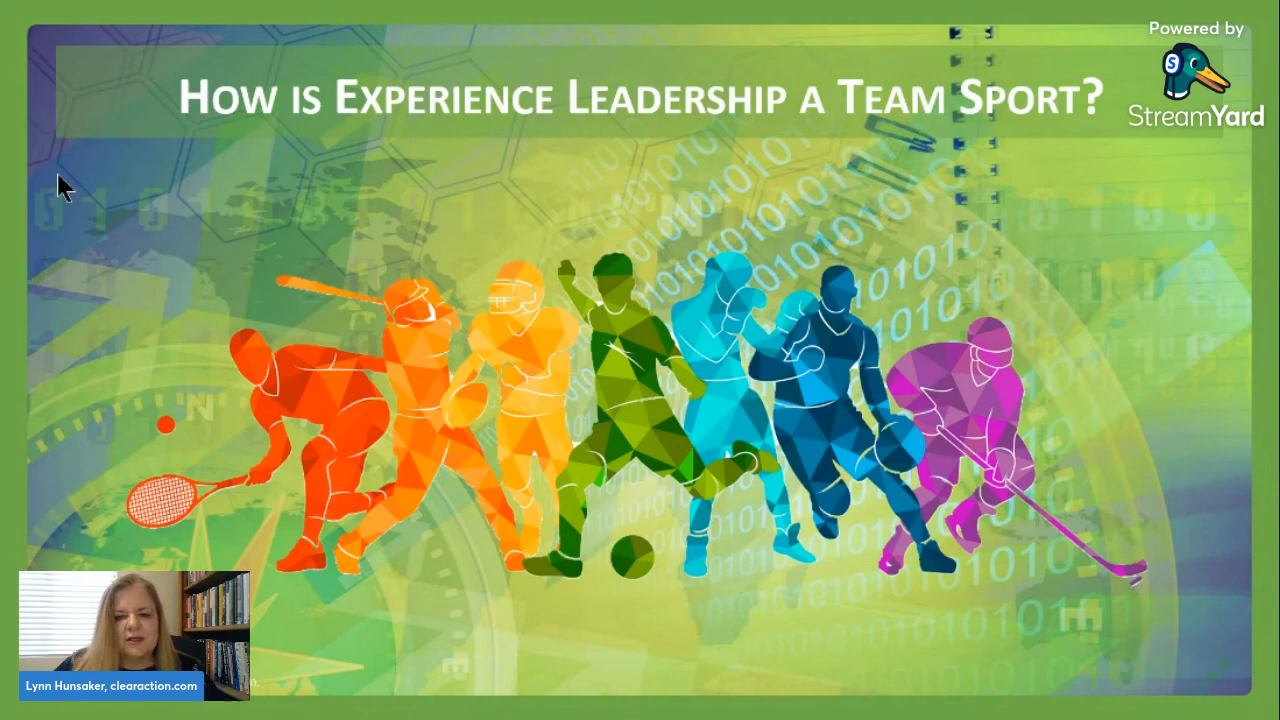 Powered by
StreamYard
How is Experience Leadership a Team Sport?
Lynn Hunsaker, clearaction.com